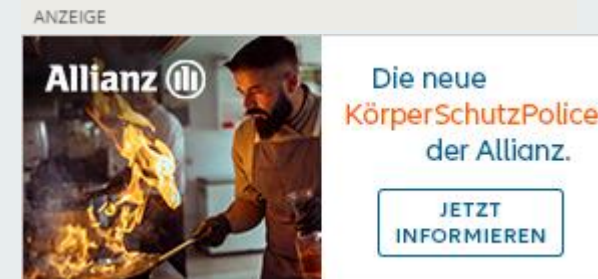 ANZEIGE
Allianz
Die neue
KörperSchutzPolice
der Allianz.
JETZT
INFORMIEREN